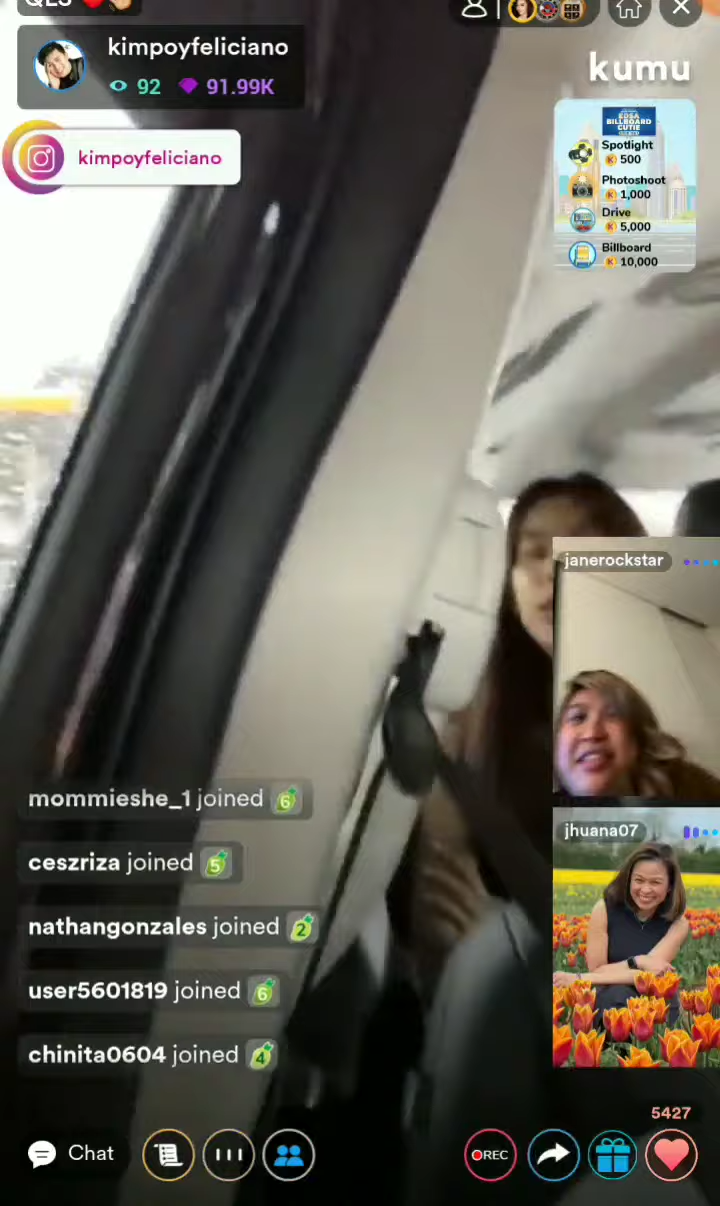 kimpoyfeliciano
92 91.99K
kimpoyfeliciano
kumu
EDSA
BILLBOARD
CUTIE
Spotlight
500
Photoshoot
1,000
Drive
5,000
Billboard
10,000
janerockstar
jhuana07
mommieshe_1 joined 6
ceszriza joined 5
nathangonzales joined 2
user5601819 joined 6
chinita0604 joined 4
5427
Chat
REC